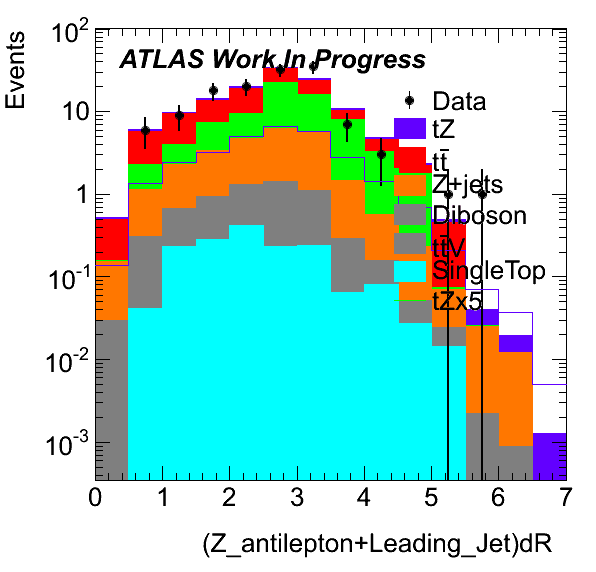 Events
10²
10
1
10⁻¹
10⁻²
10⁻³
ATLAS Work In Progress
Data
tZ
tt̄
Z+jets
Diboson
tt̄V
SingleTop
tZx5
0 1 2 3 4 5 6 7
(Z_antilepton+Leading_Jet)dR